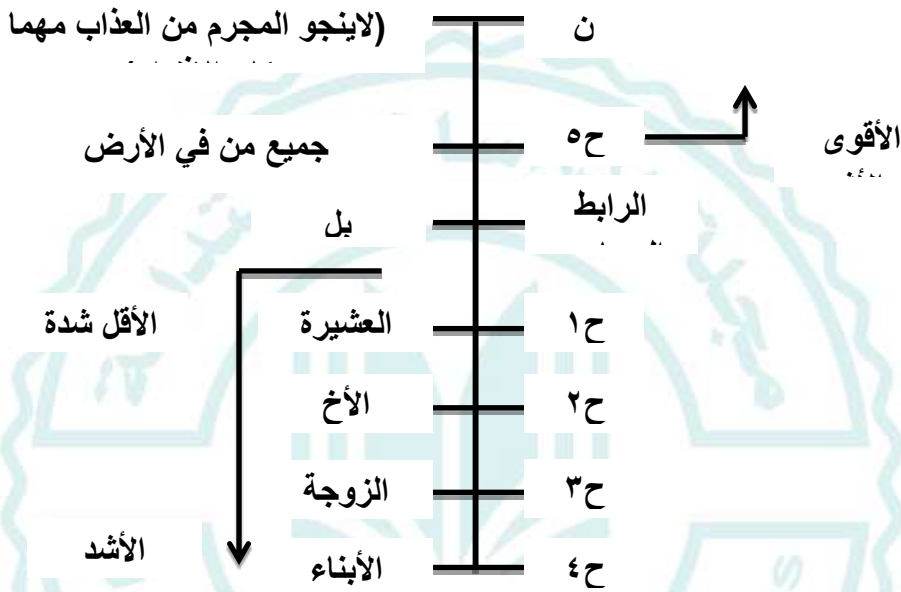 ن (لاينجو المجرم من العذاب مهما
ح٥ جميع من في الأرض
الأقوى
الرابط بل
ح١ العشيرة الأقل شدة
ح٢ الأخ
ح٣ الزوجة
ح٤ الأبناء الأشد